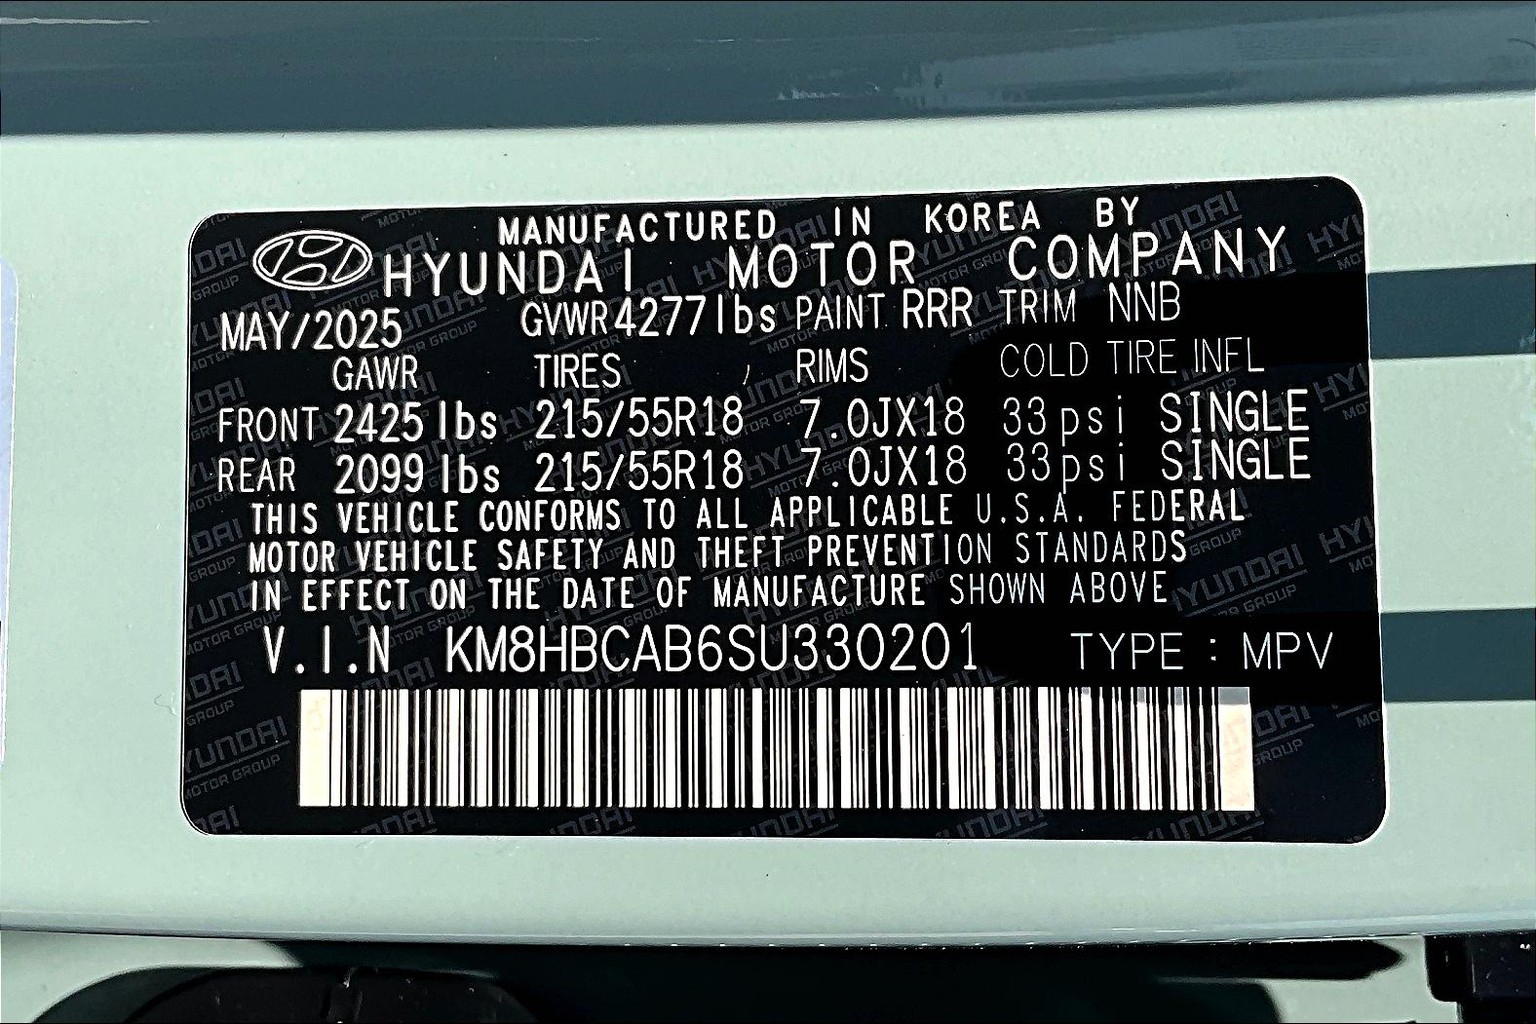 MANUFACTURED IN KOREA BY
HYUNDAI MOTOR COMPANY
MAY/2025 GVWR 4277lbs PAINT RRR TRIM NNB
GAWR TIRES RIMS COLD TIRE INFL
FRONT 2425lbs 215/55R18 7.0JX18 33psi SINGLE
REAR 2099lbs 215/55R18 7.0JX18 33psi SINGLE
THIS VEHICLE CONFORMS TO ALL APPLICABLE U.S.A. FEDERAL
MOTOR VEHICLE SAFETY AND THEFT PREVENTION STANDARDS
IN EFFECT ON THE DATE OF MANUFACTURE SHOWN ABOVE
V.I.N KM8HBCAB6SU330201 TYPE : MPV